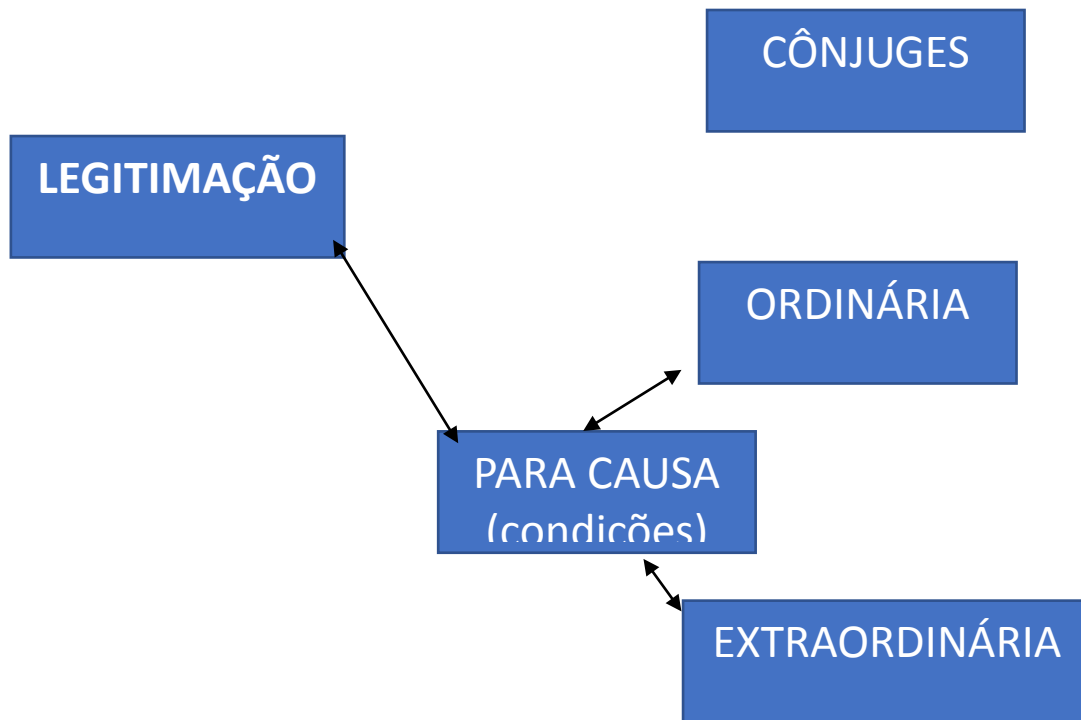 CÔNJUGES
LEGITIMAÇÃO
ORDINÁRIA
PARA CAUSA
(condições)
EXTRAORDINÁRIA